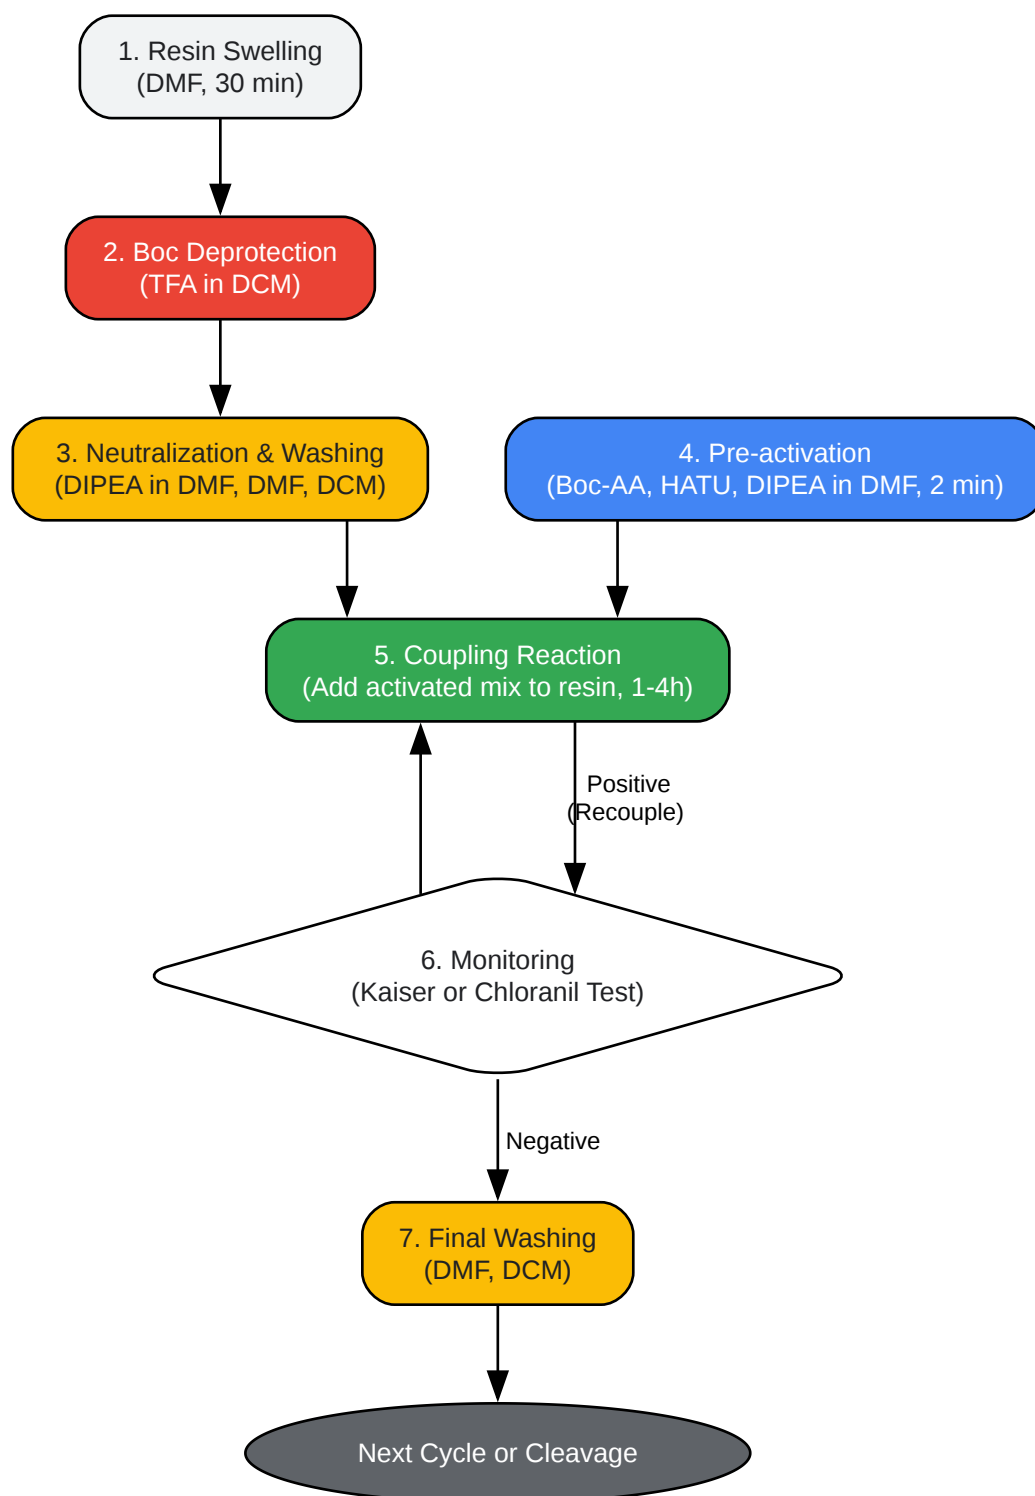 1. Resin Swelling
(DMF, 30 min)
2. Boc Deprotection
(TFA in DCM)
3. Neutralization & Washing
(DIPEA in DMF, DMF, DCM)
4. Pre-activation
(Boc-AA, HATU, DIPEA in DMF, 2 min)
5. Coupling Reaction
(Add activated mix to resin, 1-4h)
Positive
(Recouple)
6. Monitoring
(Kaiser or Chloranil Test)
Negative
7. Final Washing
(DMF, DCM)
Next Cycle or Cleavage